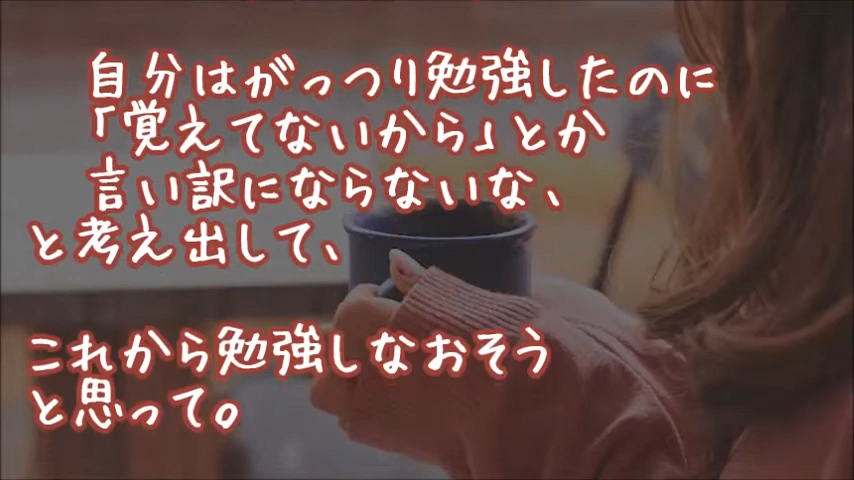 自分はがっつり勉強したのに
「覚えてないから」とか
言い訳にならないな、
と考え出して、
これから勉強しなおそう
と思って。